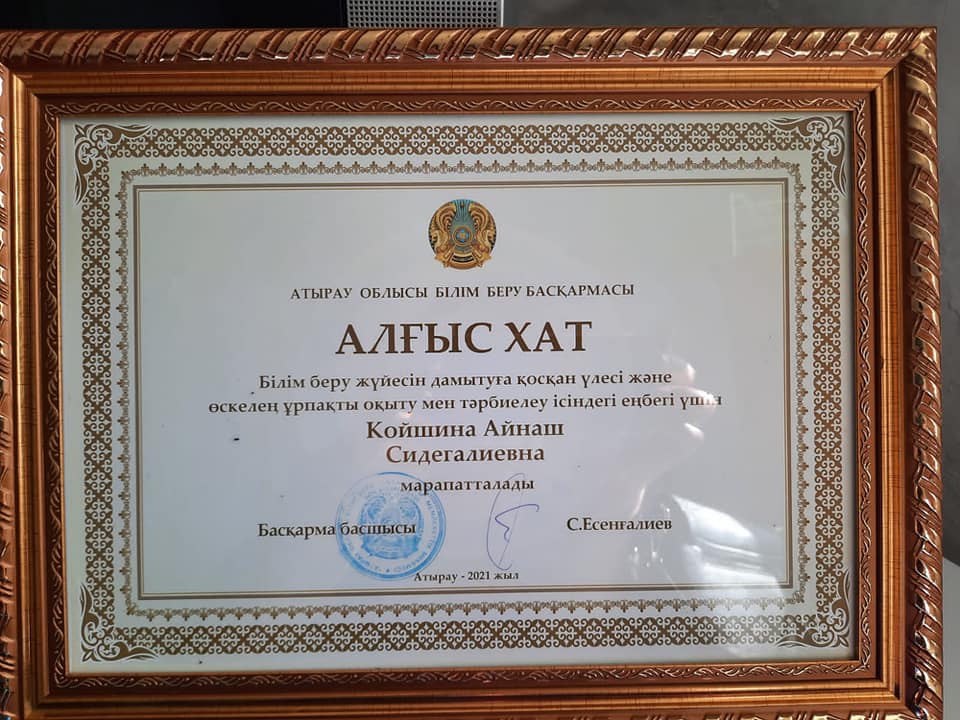 АТЫРАУ ОБЛЫСЫ БІЛІМ БЕРУ БАСҚАРМАСЫ
АЛҒЫС ХАТ
Білім беру жүйесін дамытуға қосқан үлесі және
өскелең ұрпақты оқыту мен тәрбиелеу ісіндегі еңбегі үшін
Койшина Айнаш
Сидегалиевна
марапатталады
Басқарма басшысы С.Есенғалиев
Атырау - 2021 жыл